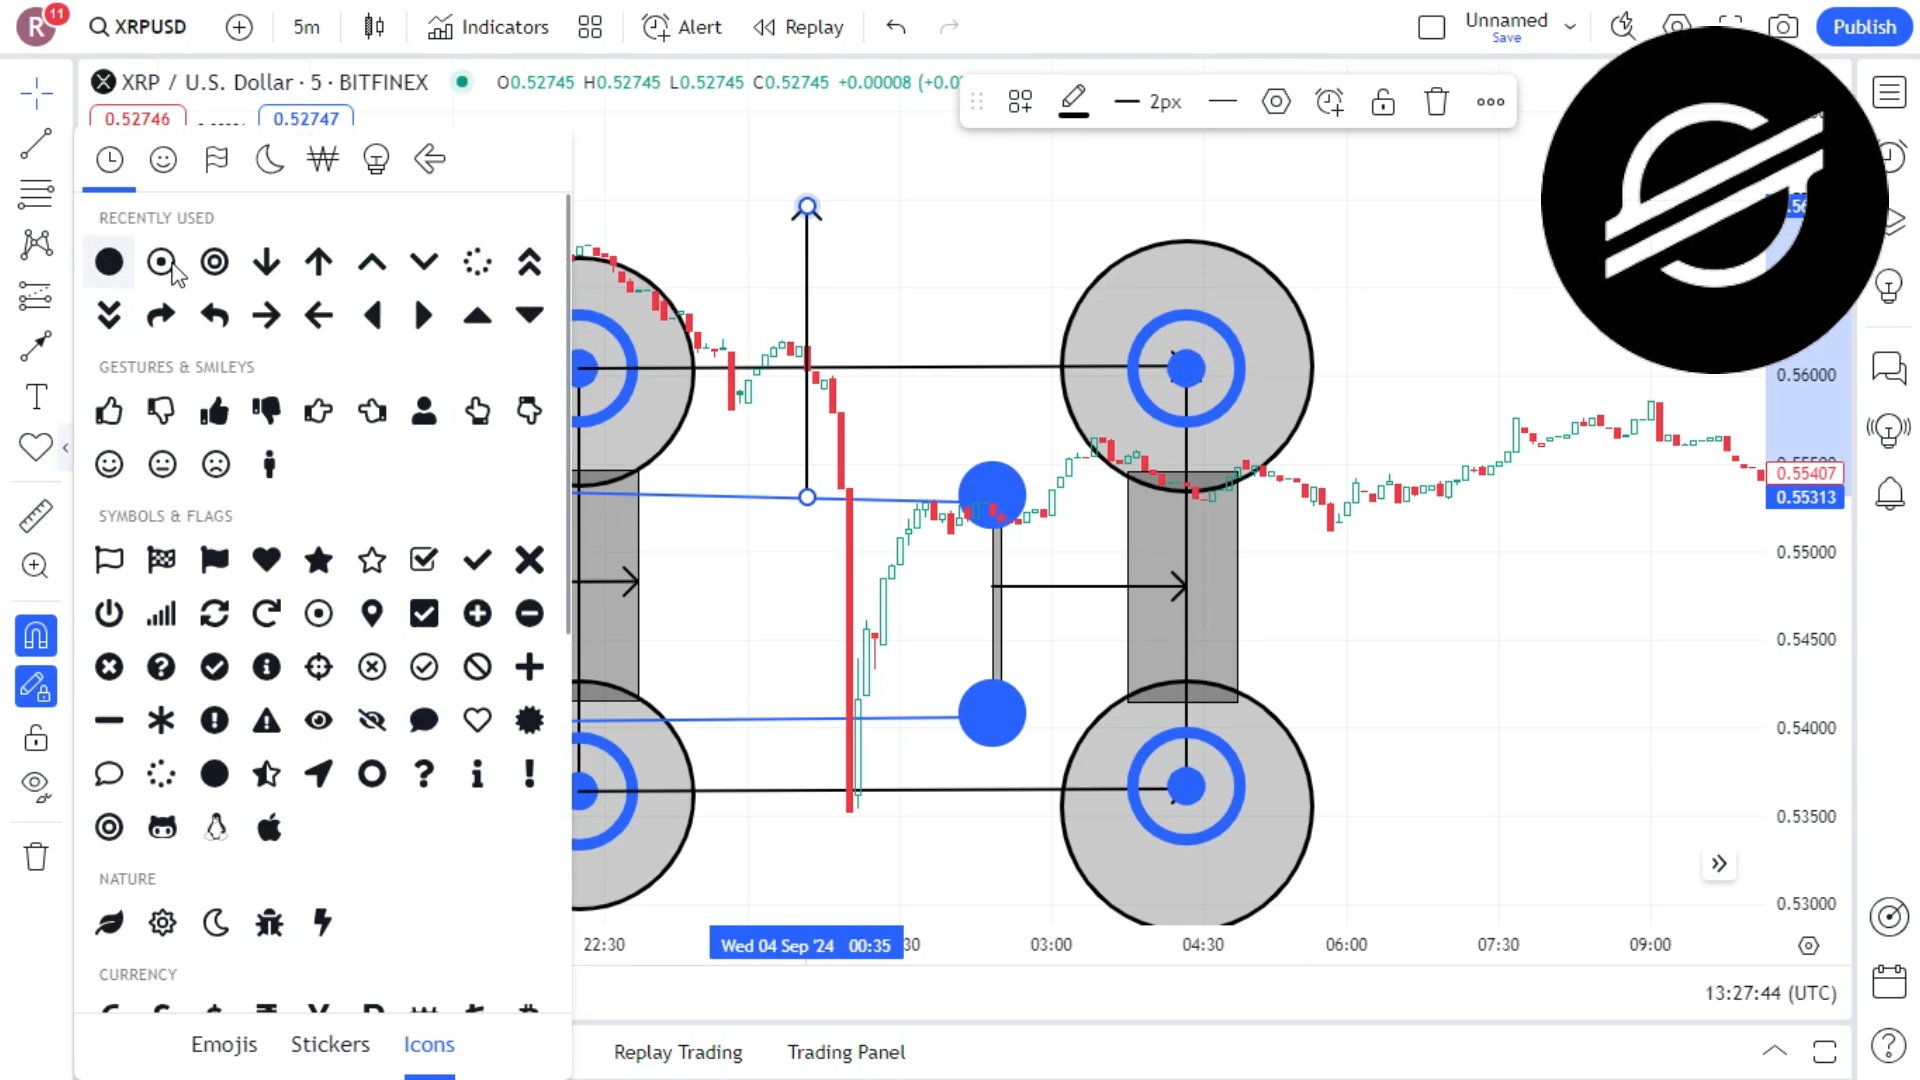 R
11
XRPUSD
5m
Indicators
Alert
Replay
Unnamed
Save
Publish
XRP / U.S. Dollar · 5 · BITFINEX
O0.52745 H0.52745 L0.52745 C0.52745 +0.00008
0.52746
0.52747
2px
RECENTLY USED
GESTURES & SMILEYS
SYMBOLS & FLAGS
NATURE
CURRENCY
Emojis
Stickers
Icons
0.56000
0.55407
0.55313
0.55000
0.54500
0.54000
0.53500
0.53000
22:30
Wed 04 Sep '24 00:35
30
03:00
04:30
06:00
07:30
09:00
13:27:44 (UTC)
Replay Trading
Trading Panel